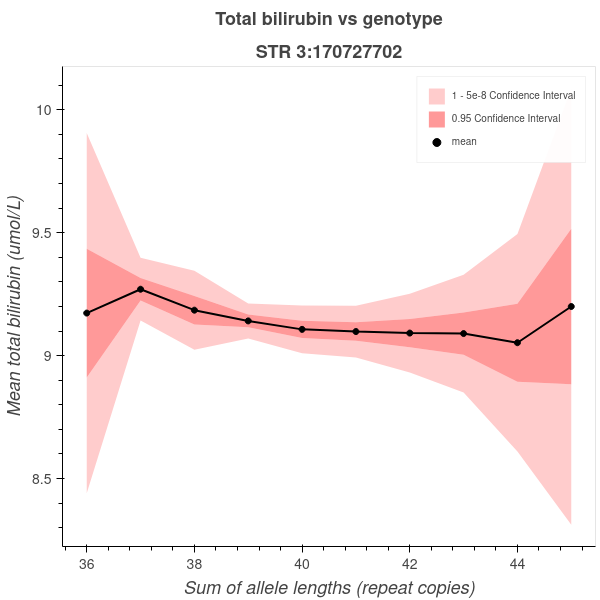 Total bilirubin vs genotype
STR 3:170727702
1 - 5e-8 Confidence Interval
0.95 Confidence Interval
mean
Mean total bilirubin (umol/L)
10
9.5
9
8.5
36
38
40
42
44
Sum of allele lengths (repeat copies)